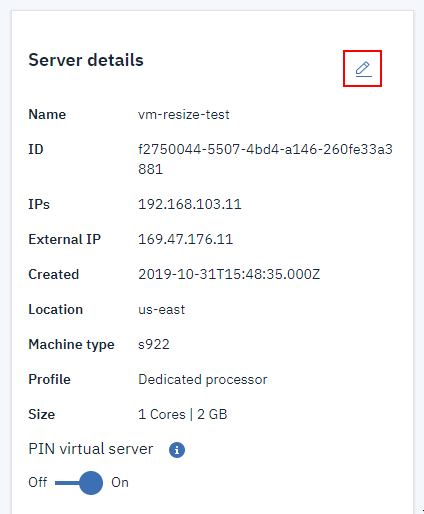 Server details
Name vm-resize-test
ID f2750044-5507-4bd4-a146-260fe33a3
881
IPs 192.168.103.11
External IP 169.47.176.11
Created 2019-10-31T15:48:35.000Z
Location us-east
Machine type s922
Profile Dedicated processor
Size 1 Cores | 2 GB
PIN virtual server
Off On